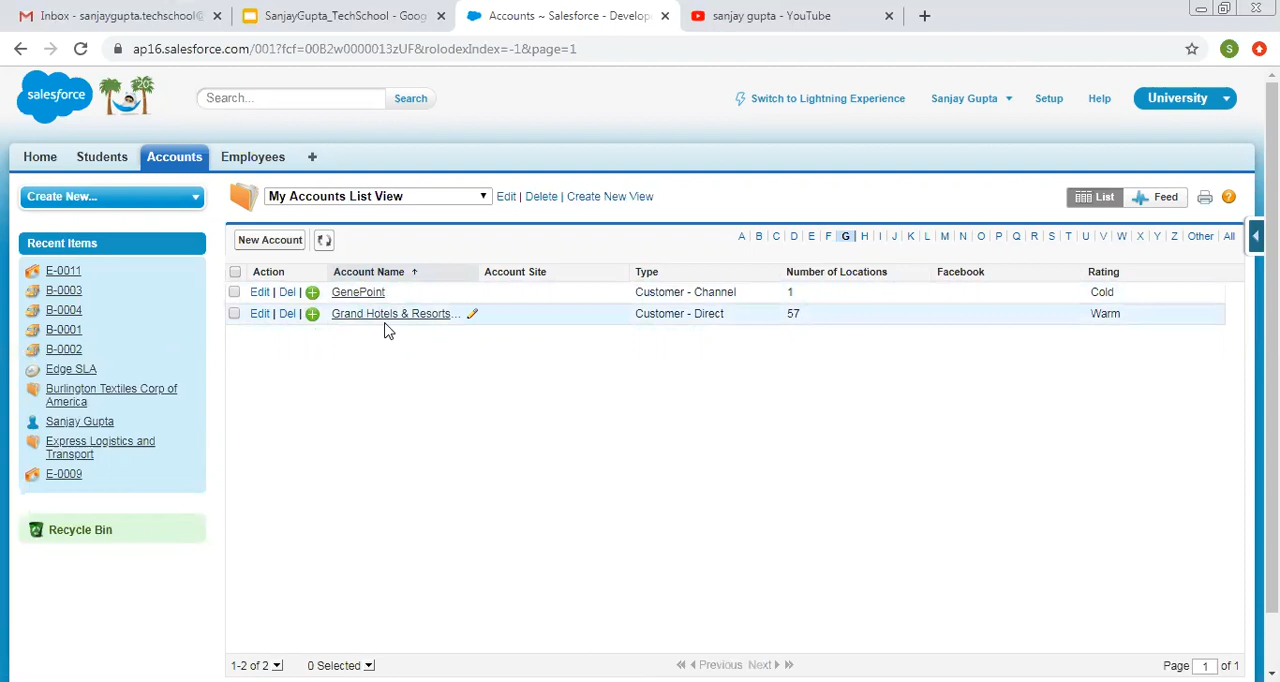 Inbox - sanjaygupta.techschool@
SanjayGupta_TechSchool - Goog
Accounts ~ Salesforce - Develop
sanjay gupta - YouTube
ap16.salesforce.com/001?fcf=00B2w0000013zUF&rolodexIndex=-1&page=1
S
salesforce
20
Search...
Search
Switch to Lightning Experience
Sanjay Gupta
Setup
Help
University
Home
Students
Accounts
Employees
Create New...
My Accounts List View
Edit | Delete | Create New View
List
Feed
Recent Items
E-0011
B-0003
B-0004
B-0001
B-0002
Edge SLA
Burlington Textiles Corp of
America
Sanjay Gupta
Express Logistics and
Transport
E-0009
Recycle Bin
New Account
A | B | C | D | E | F | G | H | I | J | K | L | M | N | O | P | Q | R | S | T | U | V | W | X | Y | Z | Other | All
Action Account Name Account Site Type Number of Locations Facebook Rating
Edit | Del | GenePoint Customer - Channel 1 Cold
Edit | Del | Grand Hotels & Resorts... Customer - Direct 57 Warm
1-2 of 2
0 Selected
Previous Next
Page 1 of 1